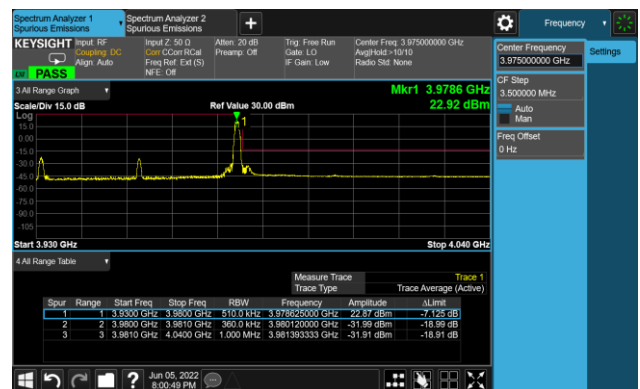 Spectrum Analyzer 1
Spurious Emissions
Spectrum Analyzer 2
Spurious Emissions
Frequency
KEYSIGHT
Input: RF
Coupling: DC
Align: Auto
Input Z: 50 Ω
Corr CCorr RCal
Freq Ref: Ext (S)
NFE: Off
Atten: 20 dB
Preamp: Off
Trig: Free Run
Gate: LO
IF Gain: Low
Center Freq: 3.975000000 GHz
Avg|Hold:>10/10
Radio Std: None
PASS
Center Frequency
3.975000000 GHz
Settings
CF Step
3.500000 MHz
Auto
Man
Freq Offset
0 Hz
3 All Range Graph
Mkr1 3.9786 GHz
Scale/Div 15.0 dB
Ref Value 30.00 dBm
22.92 dBm
Log
1
15.0
0.00
-15.0
-30.0
-45.0
-60.0
-75.0
-90.0
-105
Start 3.930 GHz
Stop 4.040 GHz
4 All Range Table
Measure Trace Trace 1
Trace Type Trace Average (Active)
Spur Range Start Freq Stop Freq RBW Frequency Amplitude ΔLimit
1 1 3.9300 GHz 3.9800 GHz 510.0 kHz 3.978625000 GHz 22.87 dBm -7.125 dB
2 2 3.9800 GHz 3.9810 GHz 360.0 kHz 3.980120000 GHz -31.99 dBm -18.99 dB
3 3 3.9810 GHz 4.0400 GHz 1.000 MHz 3.981393333 GHz -31.91 dBm -18.91 dB
?
Jun 05, 2022
8:00:49 PM